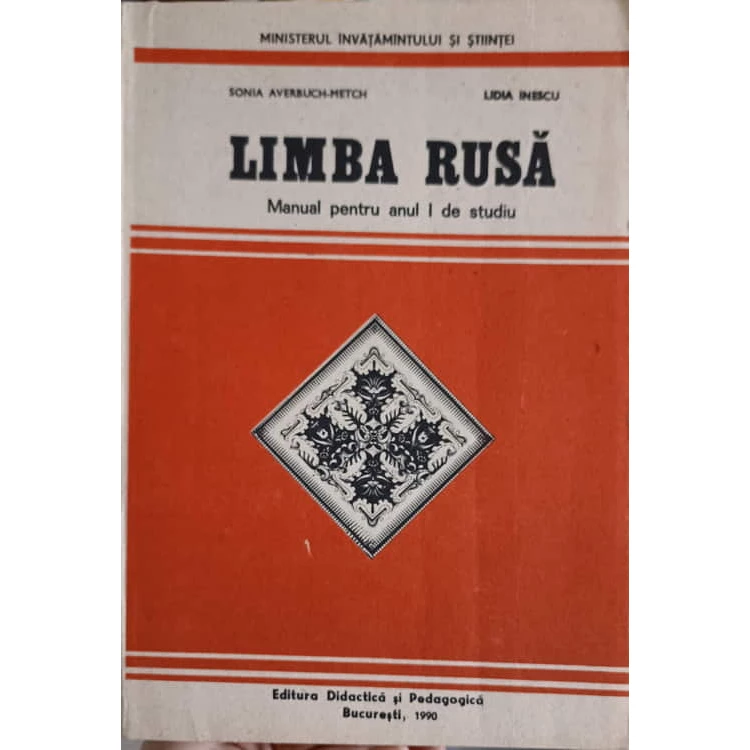 MINISTERUL ÎNVĂȚĂMÎNTULUI ȘI ȘTIINȚEI
SONIA AVERBUCH-METCH LIDIA INESCU
LIMBA RUSĂ
Manual pentru anul I de studiu
Editura Didactică și Pedagogică
București, 1990